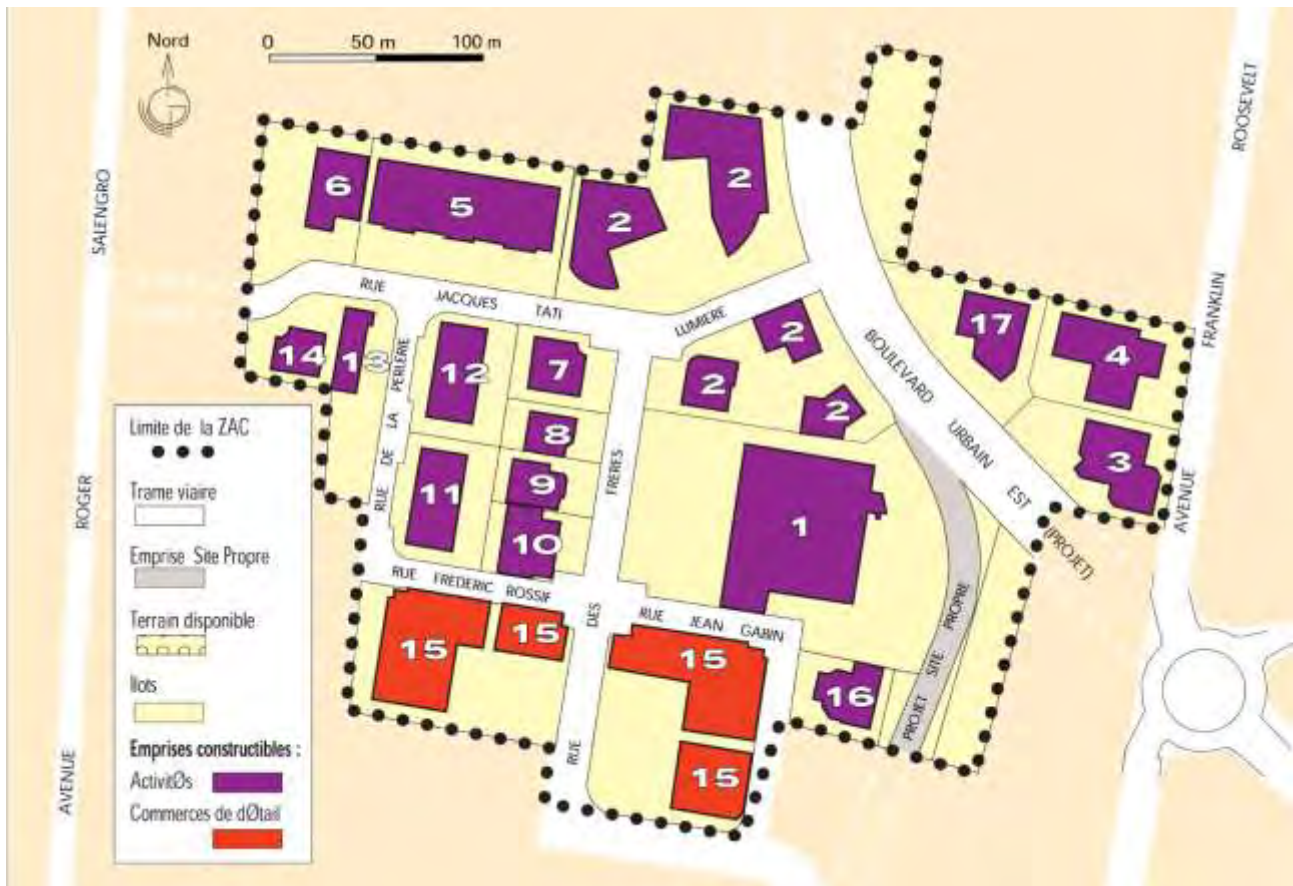 Nord
0 50 m 100 m
AVENUE ROGER SALENGRO
AVENUE FRANKLIN ROOSEVELT
6
5
2
2
RUE JACQUES TATI
LUMIERE
14
1
RUE DE LA PERLERIE
12
7
2
2
2
17
4
3
8
9
10
11
RUE DES FRERES
1
BOULEVARD URBAIN EST (PROJET)
RUE FREDERIC ROSSIF
RUE JEAN GABIN
PROJET SITE PROPRE
15
15
15
15
16
Limite de la ZAC
Trame viaire
Emprise Site Propre
Terrain disponible
Ilots
Emprises constructibles :
ActivitØs
Commerces de dØtail